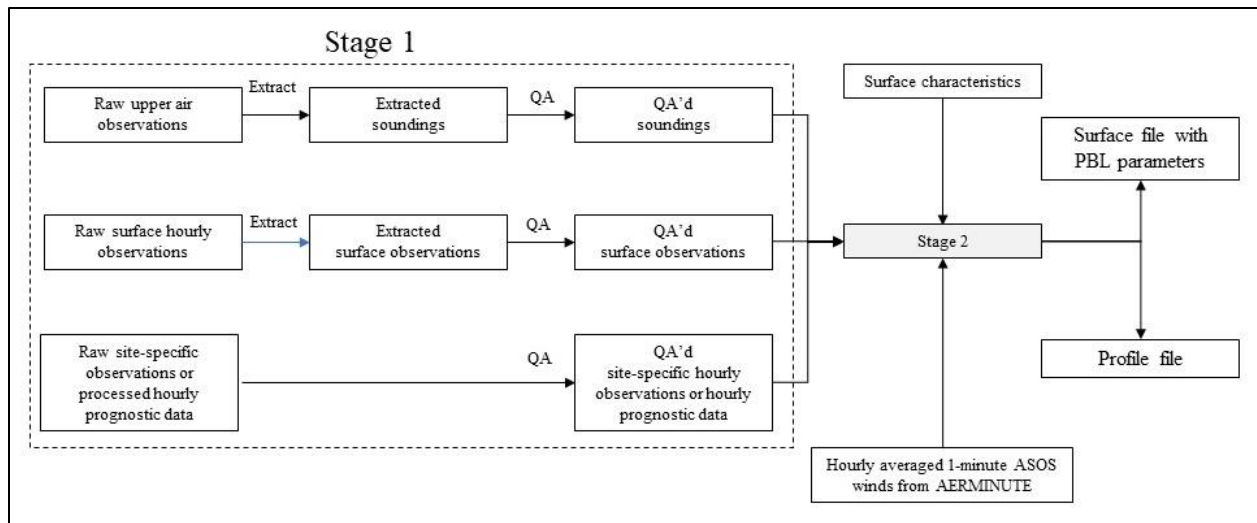 Stage 1
Raw upper air
observations
Extract
Extracted
soundings
QA
QA’d
soundings
Raw surface hourly
observations
Extract
Extracted
surface observations
QA
QA’d
surface observations
Raw site-specific
observations or
processed hourly
prognostic data
QA
QA’d
site-specific hourly
observations or hourly
prognostic data
Surface characteristics
Stage 2
Hourly averaged 1-minute ASOS
winds from AERMINUTE
Surface file with
PBL parameters
Profile file